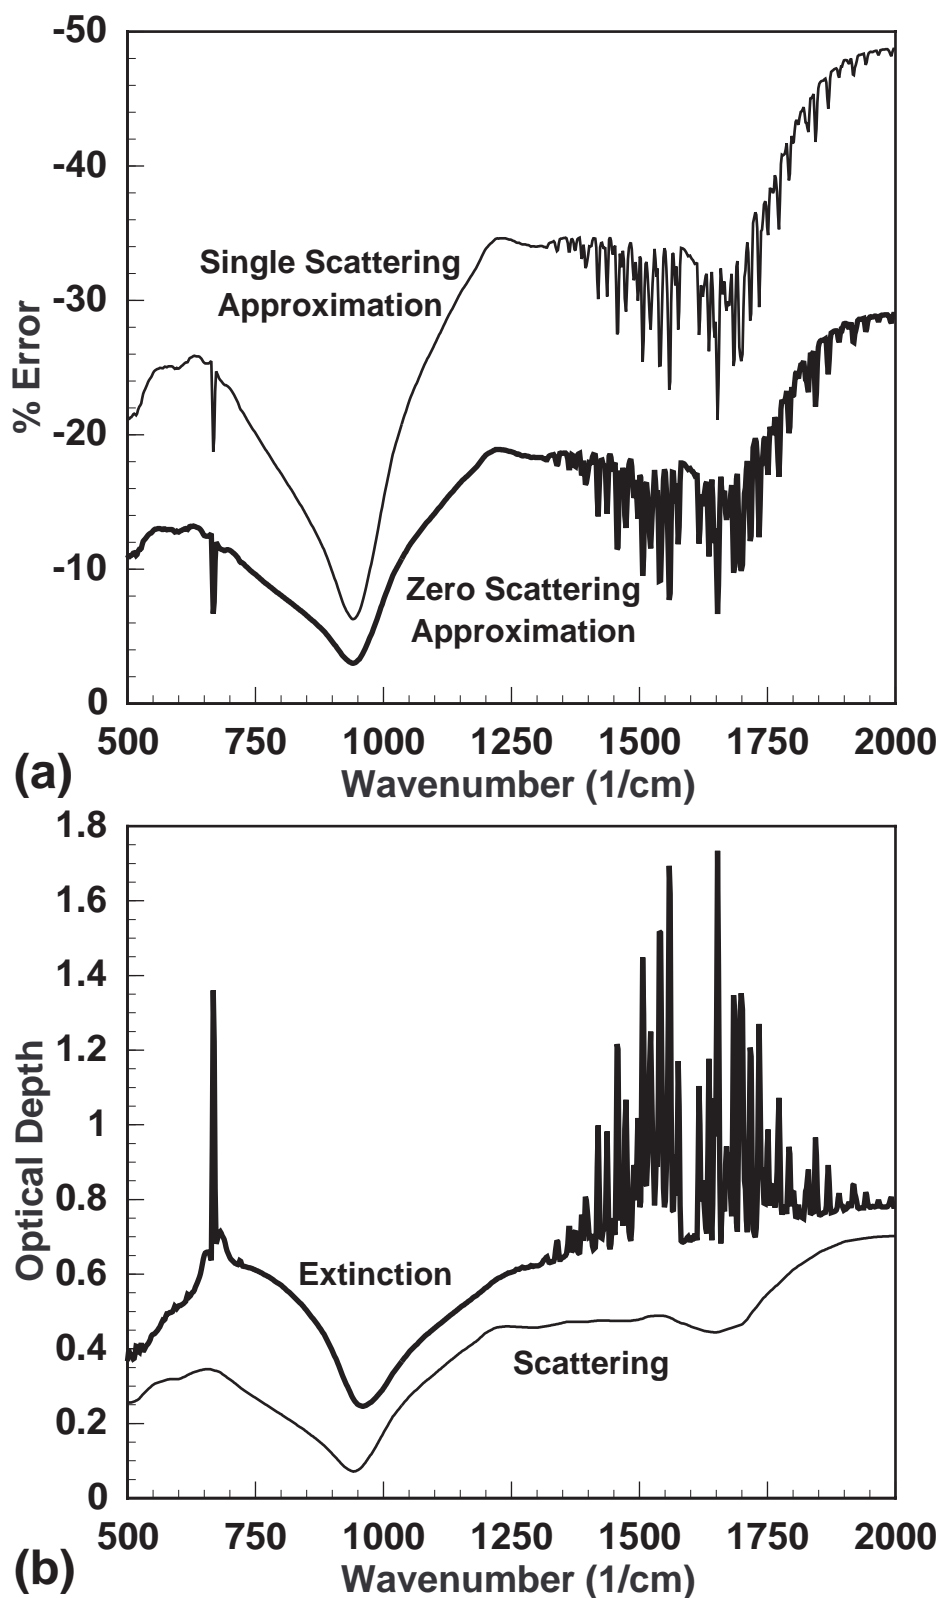 -50
-40
-30
-20
-10
0
% Error
Single Scattering
Approximation
Zero Scattering
Approximation
500 750 1000 1250 1500 1750 2000
Wavenumber (1/cm)
(a)
1.8
1.6
1.4
1.2
1
0.8
0.6
0.4
0.2
0
Optical Depth
Extinction
Scattering
500 750 1000 1250 1500 1750 2000
Wavenumber (1/cm)
(b)